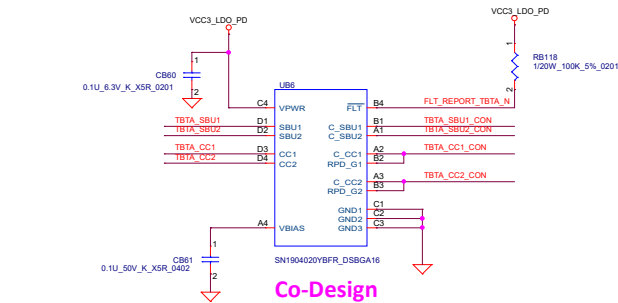 VCC3_LDO_PD
VCC3_LDO_PD
1
CB60
0.1U_6.3V_K_X5R_0201
2
1
RB118
1/20W_100K_5%_0201
2
UB6
C4 VPWR
FLT B4 FLT_REPORT_TBTA_N
TBTA_SBU1 D1 SBU1
C_SBU1 B1 TBTA_SBU1_CON
TBTA_SBU2 D2 SBU2
C_SBU2 A1 TBTA_SBU2_CON
TBTA_CC1 D3 CC1
C_CC1 A2 TBTA_CC1_CON
TBTA_CC2 D4 CC2
RPD_G1 B2
C_CC2 A3 TBTA_CC2_CON
RPD_G2 B3
GND1 C1
GND2 C2
GND3 C3
A4 VBIAS
1
CB61
0.1U_50V_K_X5R_0402
2
SN1904020YBFR_DSBGA16
Co-Design